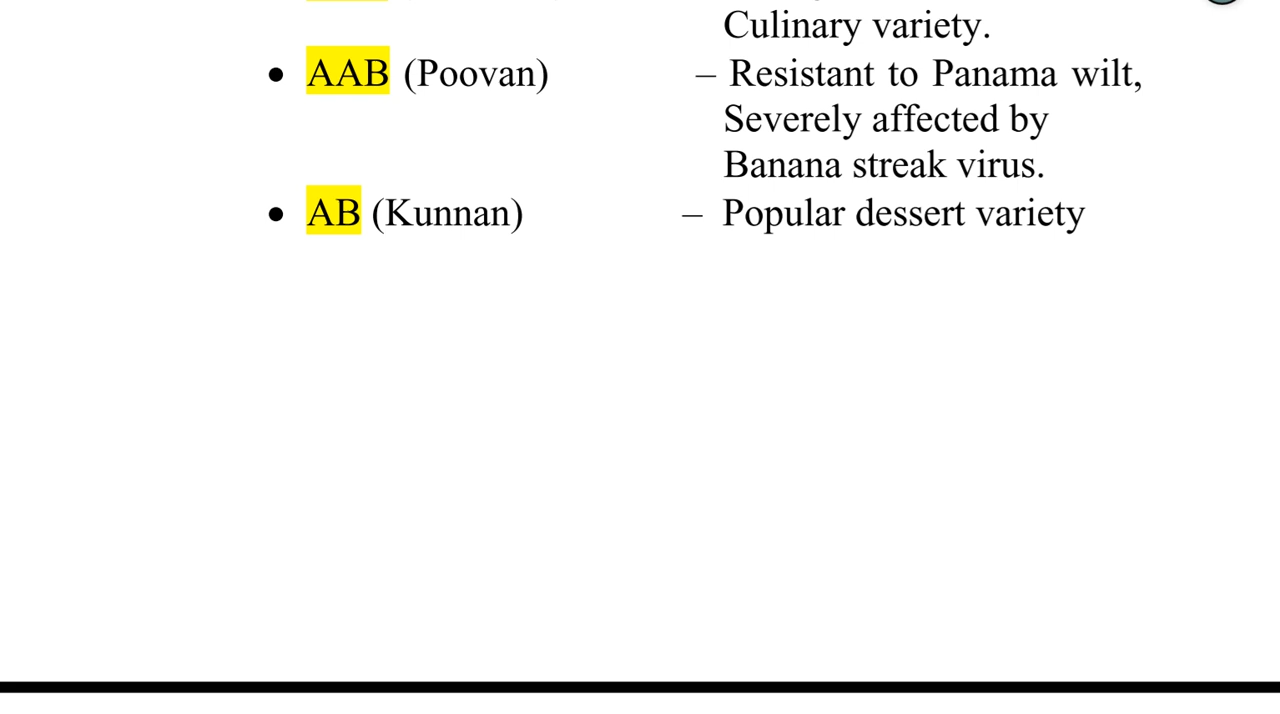 Culinary variety.
• AAB (Poovan) – Resistant to Panama wilt,
Severely affected by
Banana streak virus.
• AB (Kunnan) – Popular dessert variety